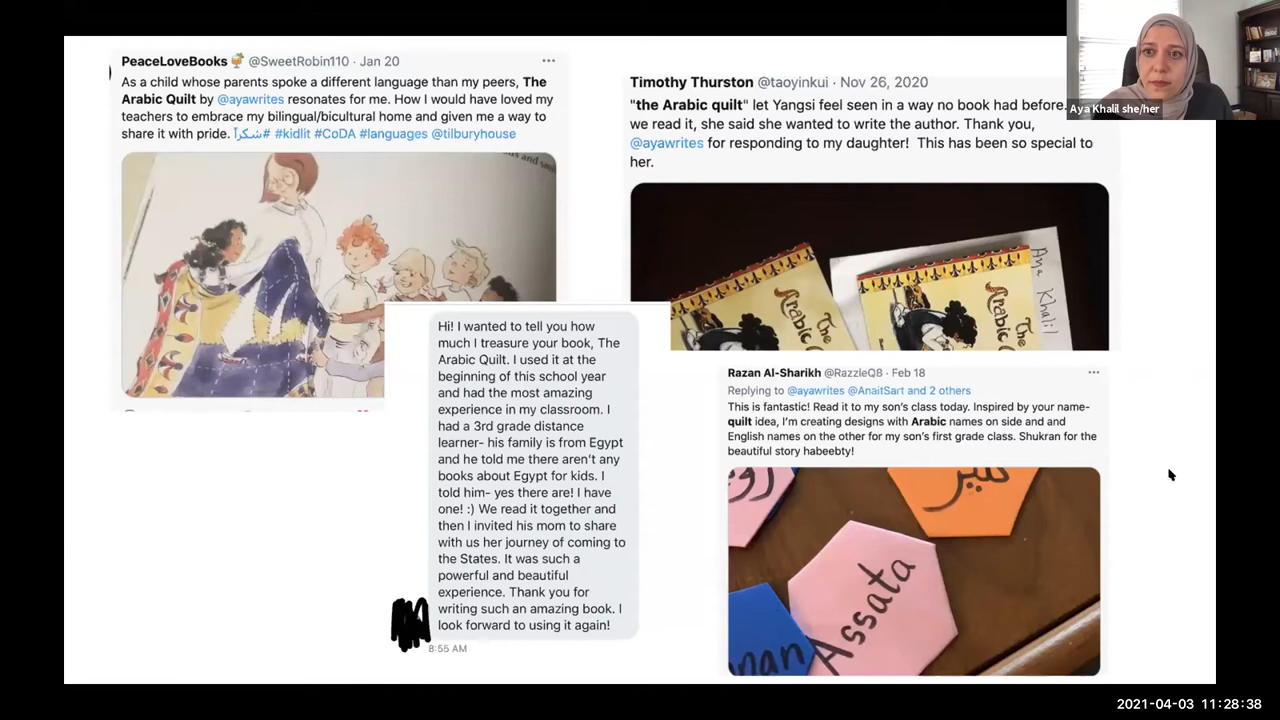 PeaceLoveBooks @SweetRobin110 · Jan 20
As a child whose parents spoke a different language than my peers, The
Arabic Quilt by @ayawrites resonates for me. How I would have loved my
teachers to embrace my bilingual/bicultural home and given me a way to
share it with pride. #شكراً #kidlit #CoDA #languages @tilburyhouse
Timothy Thurston @taoyinkui · Nov 26, 2020
"the Arabic quilt" let Yangsi feel seen in a way no book had before.
we read it, she said she wanted to write the author. Thank you,
@ayawrites for responding to my daughter! This has been so special to
her.
Aya Khalil she/her
The
Arabic
The
Arabic
Aya Khalil
Hi! I wanted to tell you how
much I treasure your book, The
Arabic Quilt. I used it at the
beginning of this school year
and had the most amazing
experience in my classroom. I
had a 3rd grade distance
learner- his family is from Egypt
and he told me there aren't any
books about Egypt for kids. I
told him- yes there are! I have
one! :) We read it together and
then I invited his mom to share
with us her journey of coming to
the States. It was such a
powerful and beautiful
experience. Thank you for
writing such an amazing book. I
look forward to using it again!
8:55 AM
Razan Al-Sharikh @RazzleQ8 · Feb 18
Replying to @ayawrites @AnaitSart and 2 others
This is fantastic! Read it to my son's class today. Inspired by your name-
quilt idea, I'm creating designs with Arabic names on side and and
English names on the other for my son's first grade class. Shukran for the
beautiful story habeebty!
Assata
2021-04-03 11:28:38